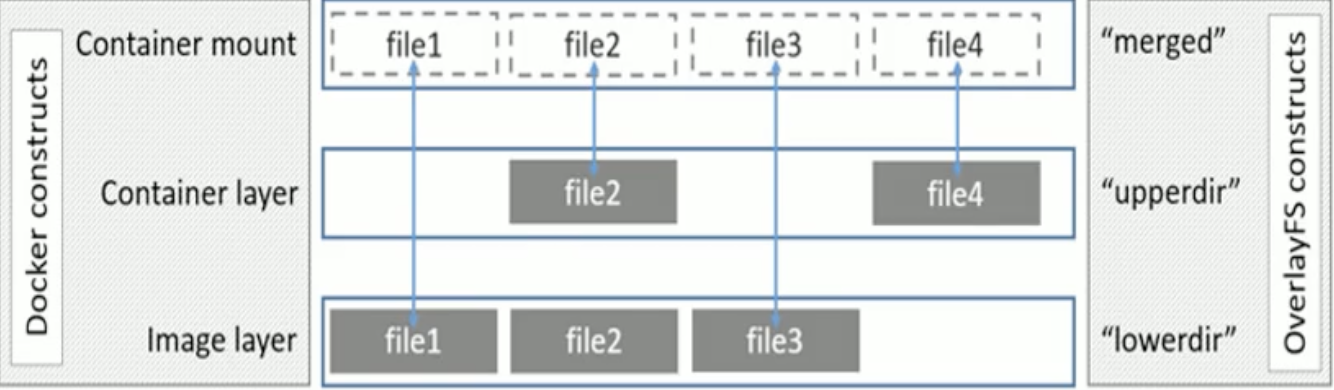 Docker constructs
Container mount
file1
file2
file3
file4
“merged”
Container layer
file2
file4
“upperdir”
Image layer
file1
file2
file3
“lowerdir”
OverlayFS constructs